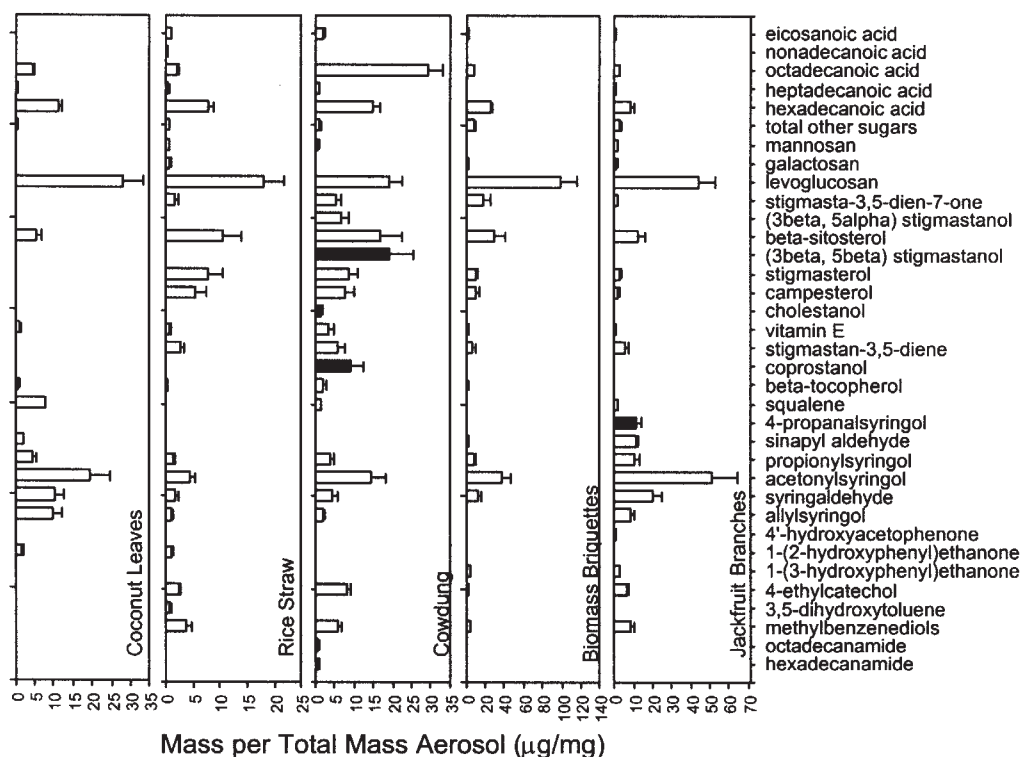 eicosanoic acid
nonadecanoic acid
octadecanoic acid
heptadecanoic acid
hexadecanoic acid
total other sugars
mannosan
galactosan
levoglucosan
stigmasta-3,5-dien-7-one
(3beta, 5alpha) stigmastanol
beta-sitosterol
(3beta, 5beta) stigmastanol
stigmasterol
campesterol
cholestanol
vitamin E
stigmastan-3,5-diene
coprostanol
beta-tocopherol
squalene
4-propanalsyringol
sinapyl aldehyde
propionylsyringol
acetonylsyringol
syringaldehyde
allylsyringol
4'-hydroxyacetophenone
1-(2-hydroxyphenyl)ethanone
1-(3-hydroxyphenyl)ethanone
4-ethylcatechol
3,5-dihydroxytoluene
methylbenzenediols
octadecanamide
hexadecanamide
Coconut Leaves
Rice Straw
Cowdung
Biomass Briquettes
Jackfruit Branches
0 5 10 15 20 25 30 35
0 5 10 15 20 25
0 5 10 15 20 25 30 35
0 20 40 60 80 100 120 140
0 10 20 30 40 50 60 70
Mass per Total Mass Aerosol (μg/mg)